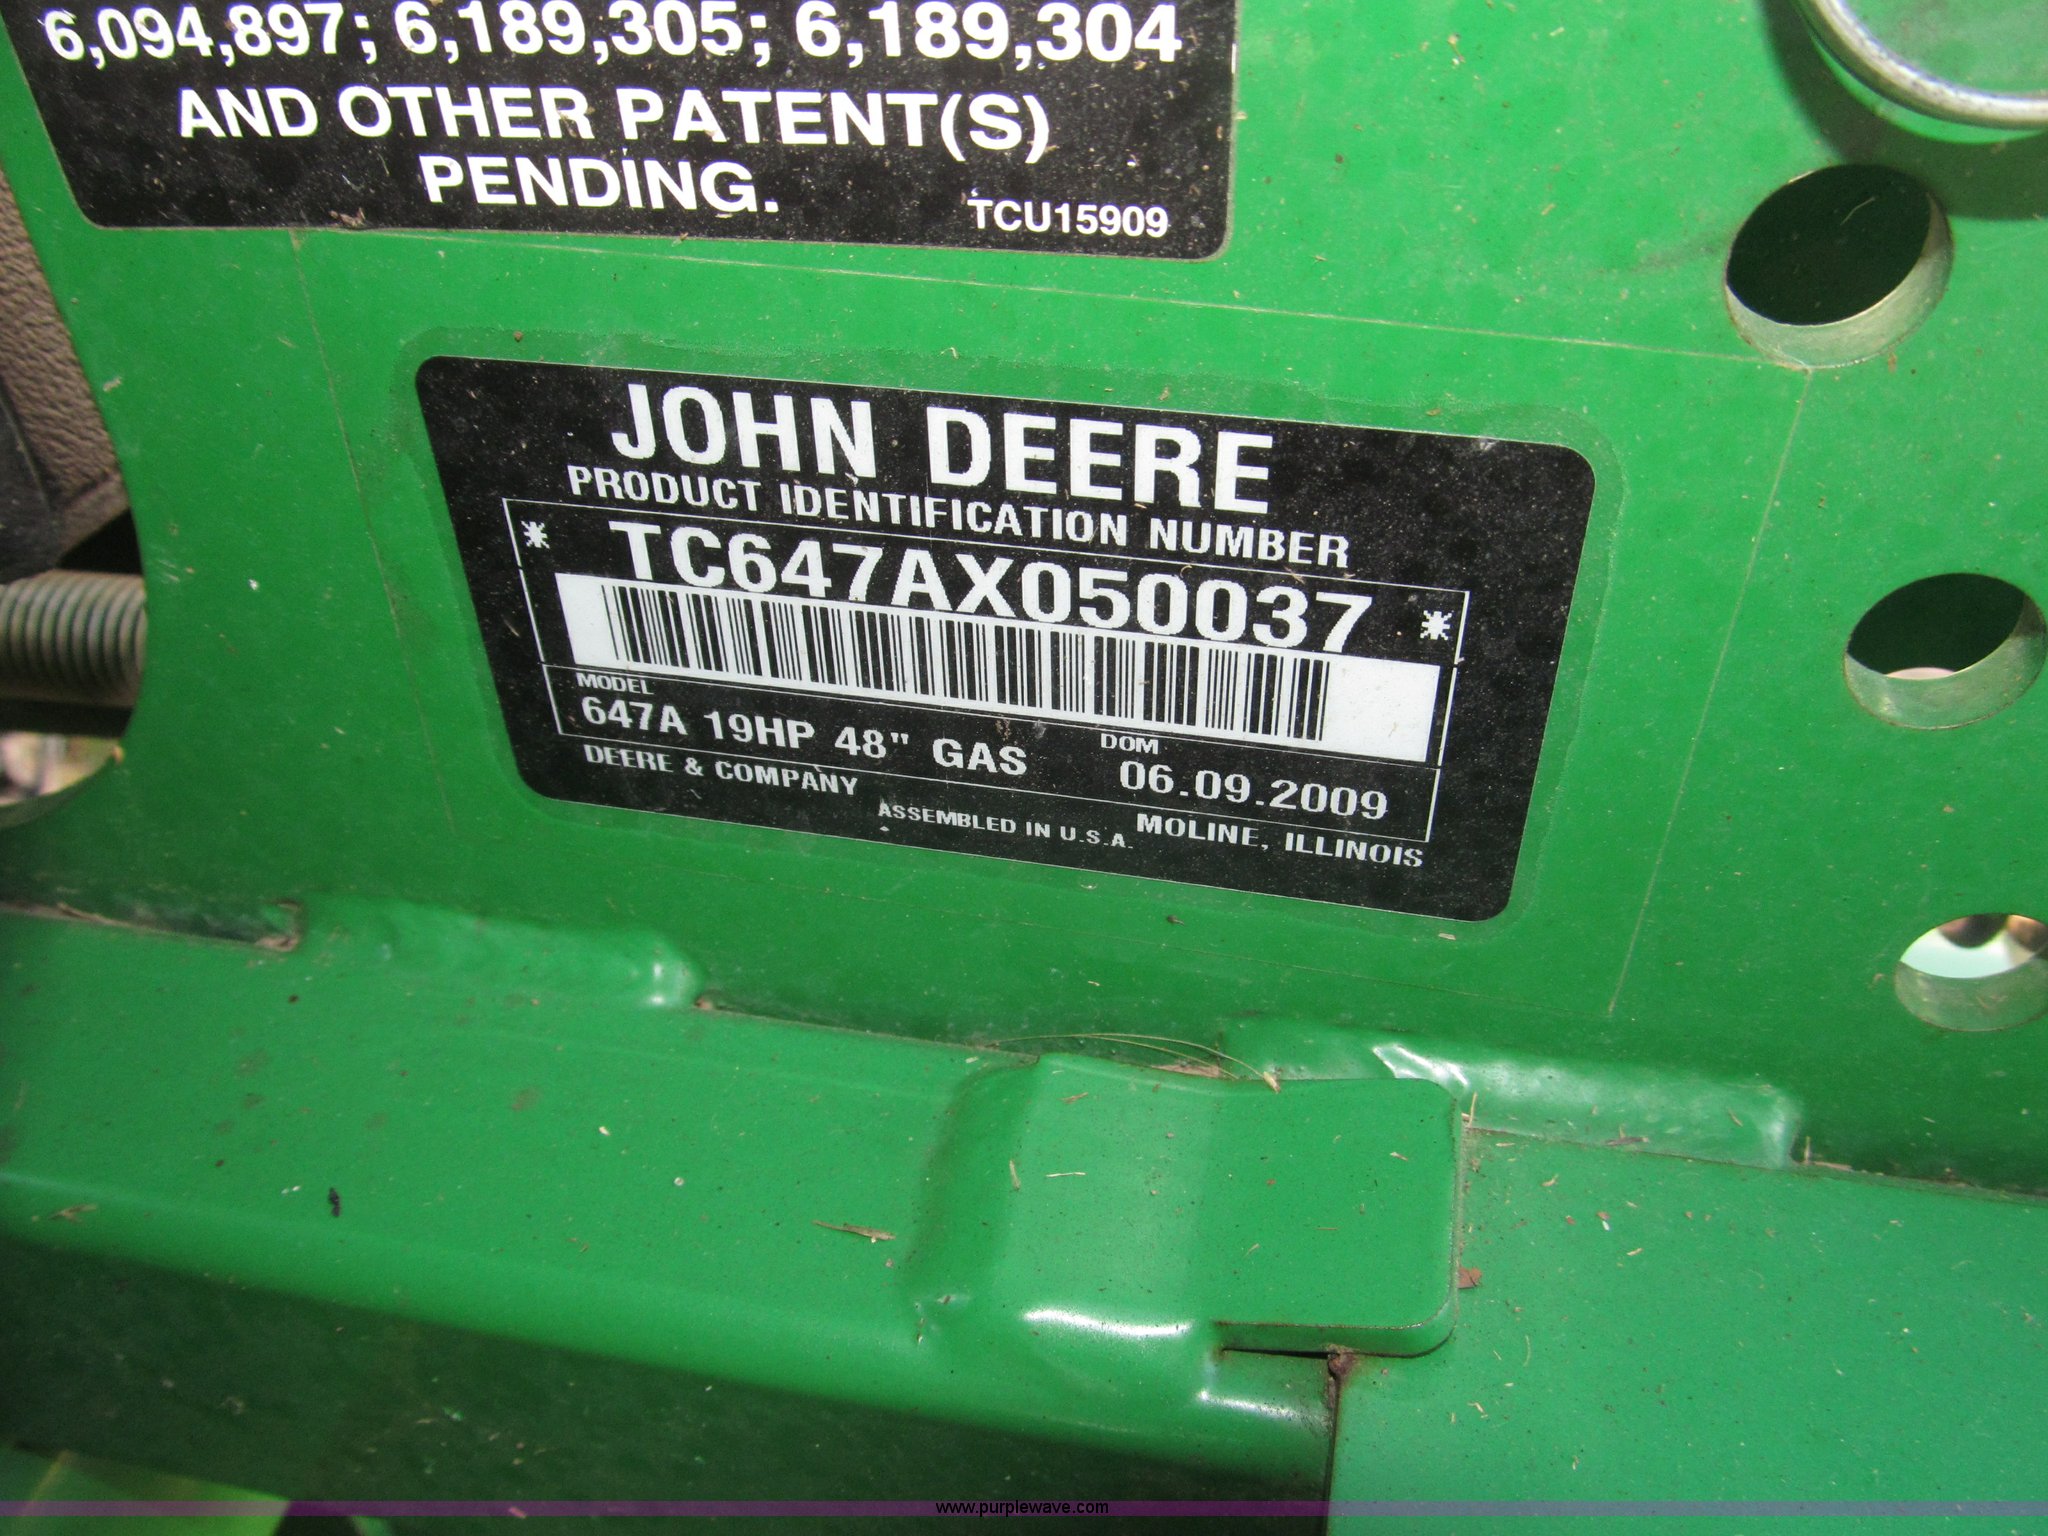 6,094,897; 6,189,305; 6,189,304
AND OTHER PATENT(S)
PENDING.
TCU15909
JOHN DEERE
PRODUCT IDENTIFICATION NUMBER
* TC647AX050037 *
MODEL
647A 19HP 48" GAS
DOM
06.09.2009
DEERE & COMPANY
MOLINE, ILLINOIS
ASSEMBLED IN U.S.A.
www.purplewave.com